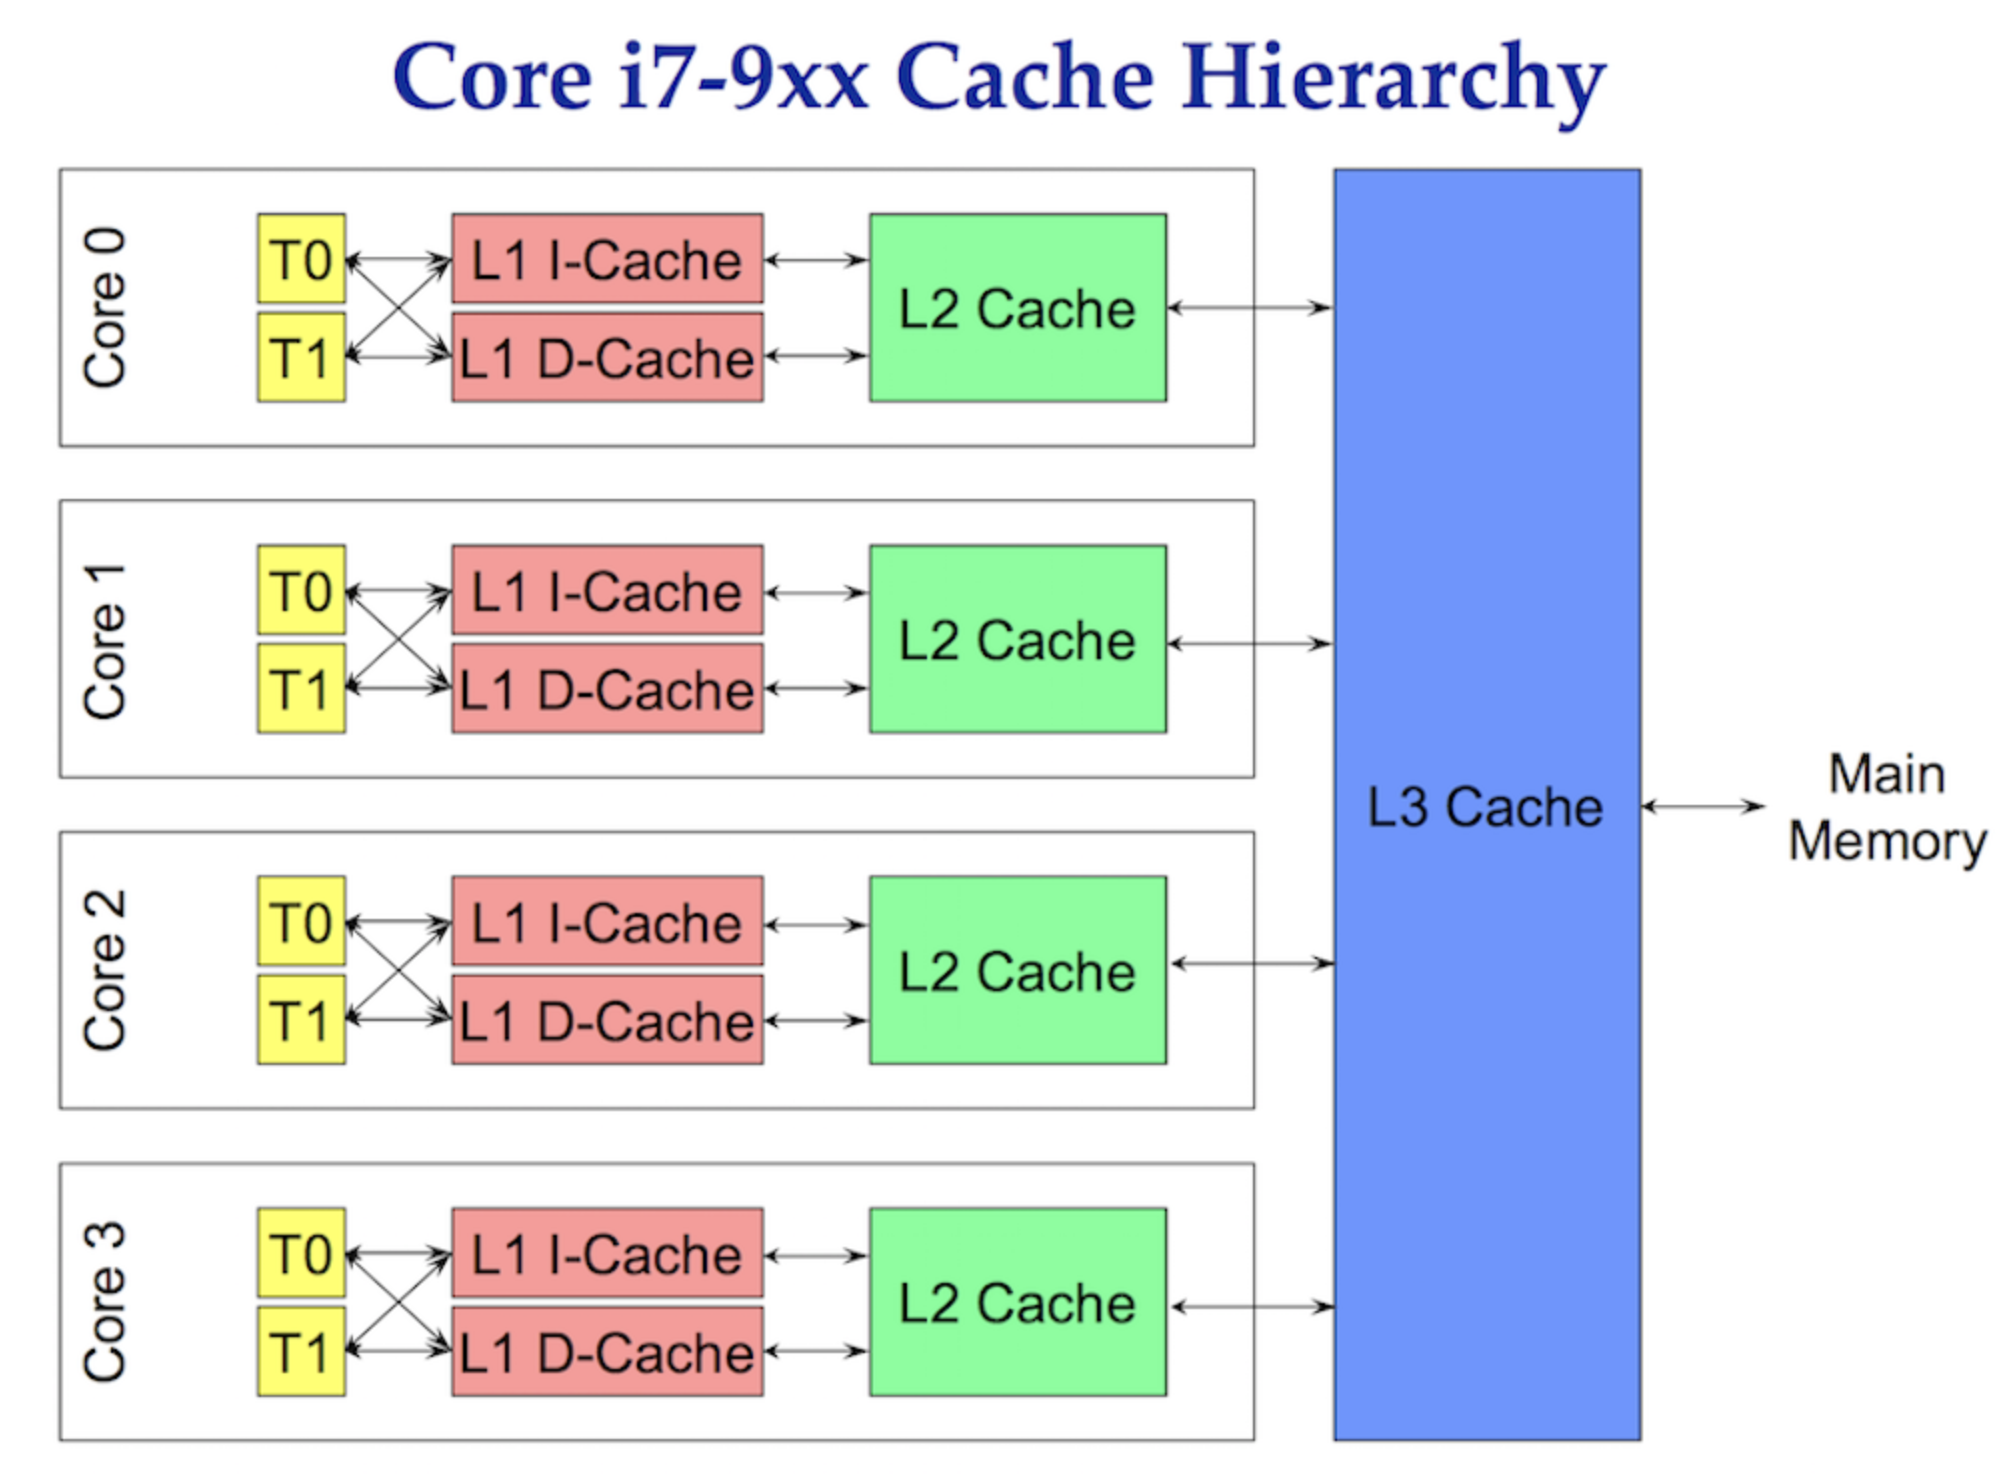 Core i7-9xx Cache Hierarchy
Core 0
T0
L1 I-Cache
T1
L1 D-Cache
L2 Cache
Core 1
T0
L1 I-Cache
T1
L1 D-Cache
L2 Cache
Core 2
T0
L1 I-Cache
T1
L1 D-Cache
L2 Cache
Core 3
T0
L1 I-Cache
T1
L1 D-Cache
L2 Cache
L3 Cache
Main
Memory